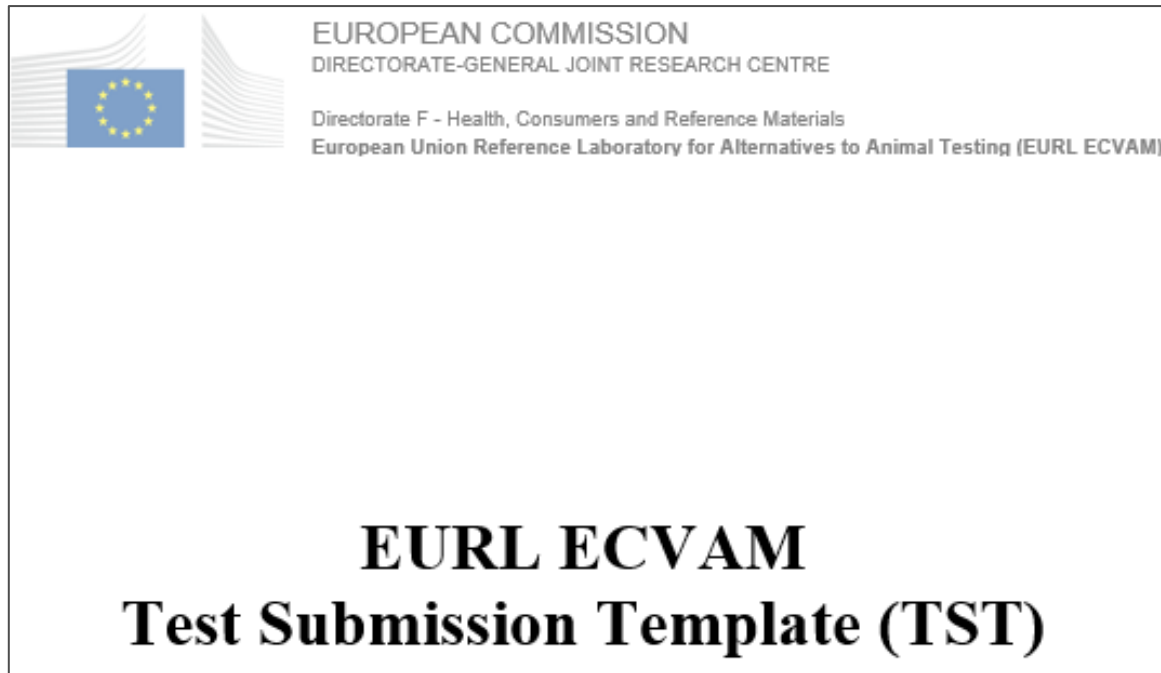 EUROPEAN COMMISSION
DIRECTORATE-GENERAL JOINT RESEARCH CENTRE
Directorate F - Health, Consumers and Reference Materials
European Union Reference Laboratory for Alternatives to Animal Testing (EURL ECVAM)
EURL ECVAM
Test Submission Template (TST)